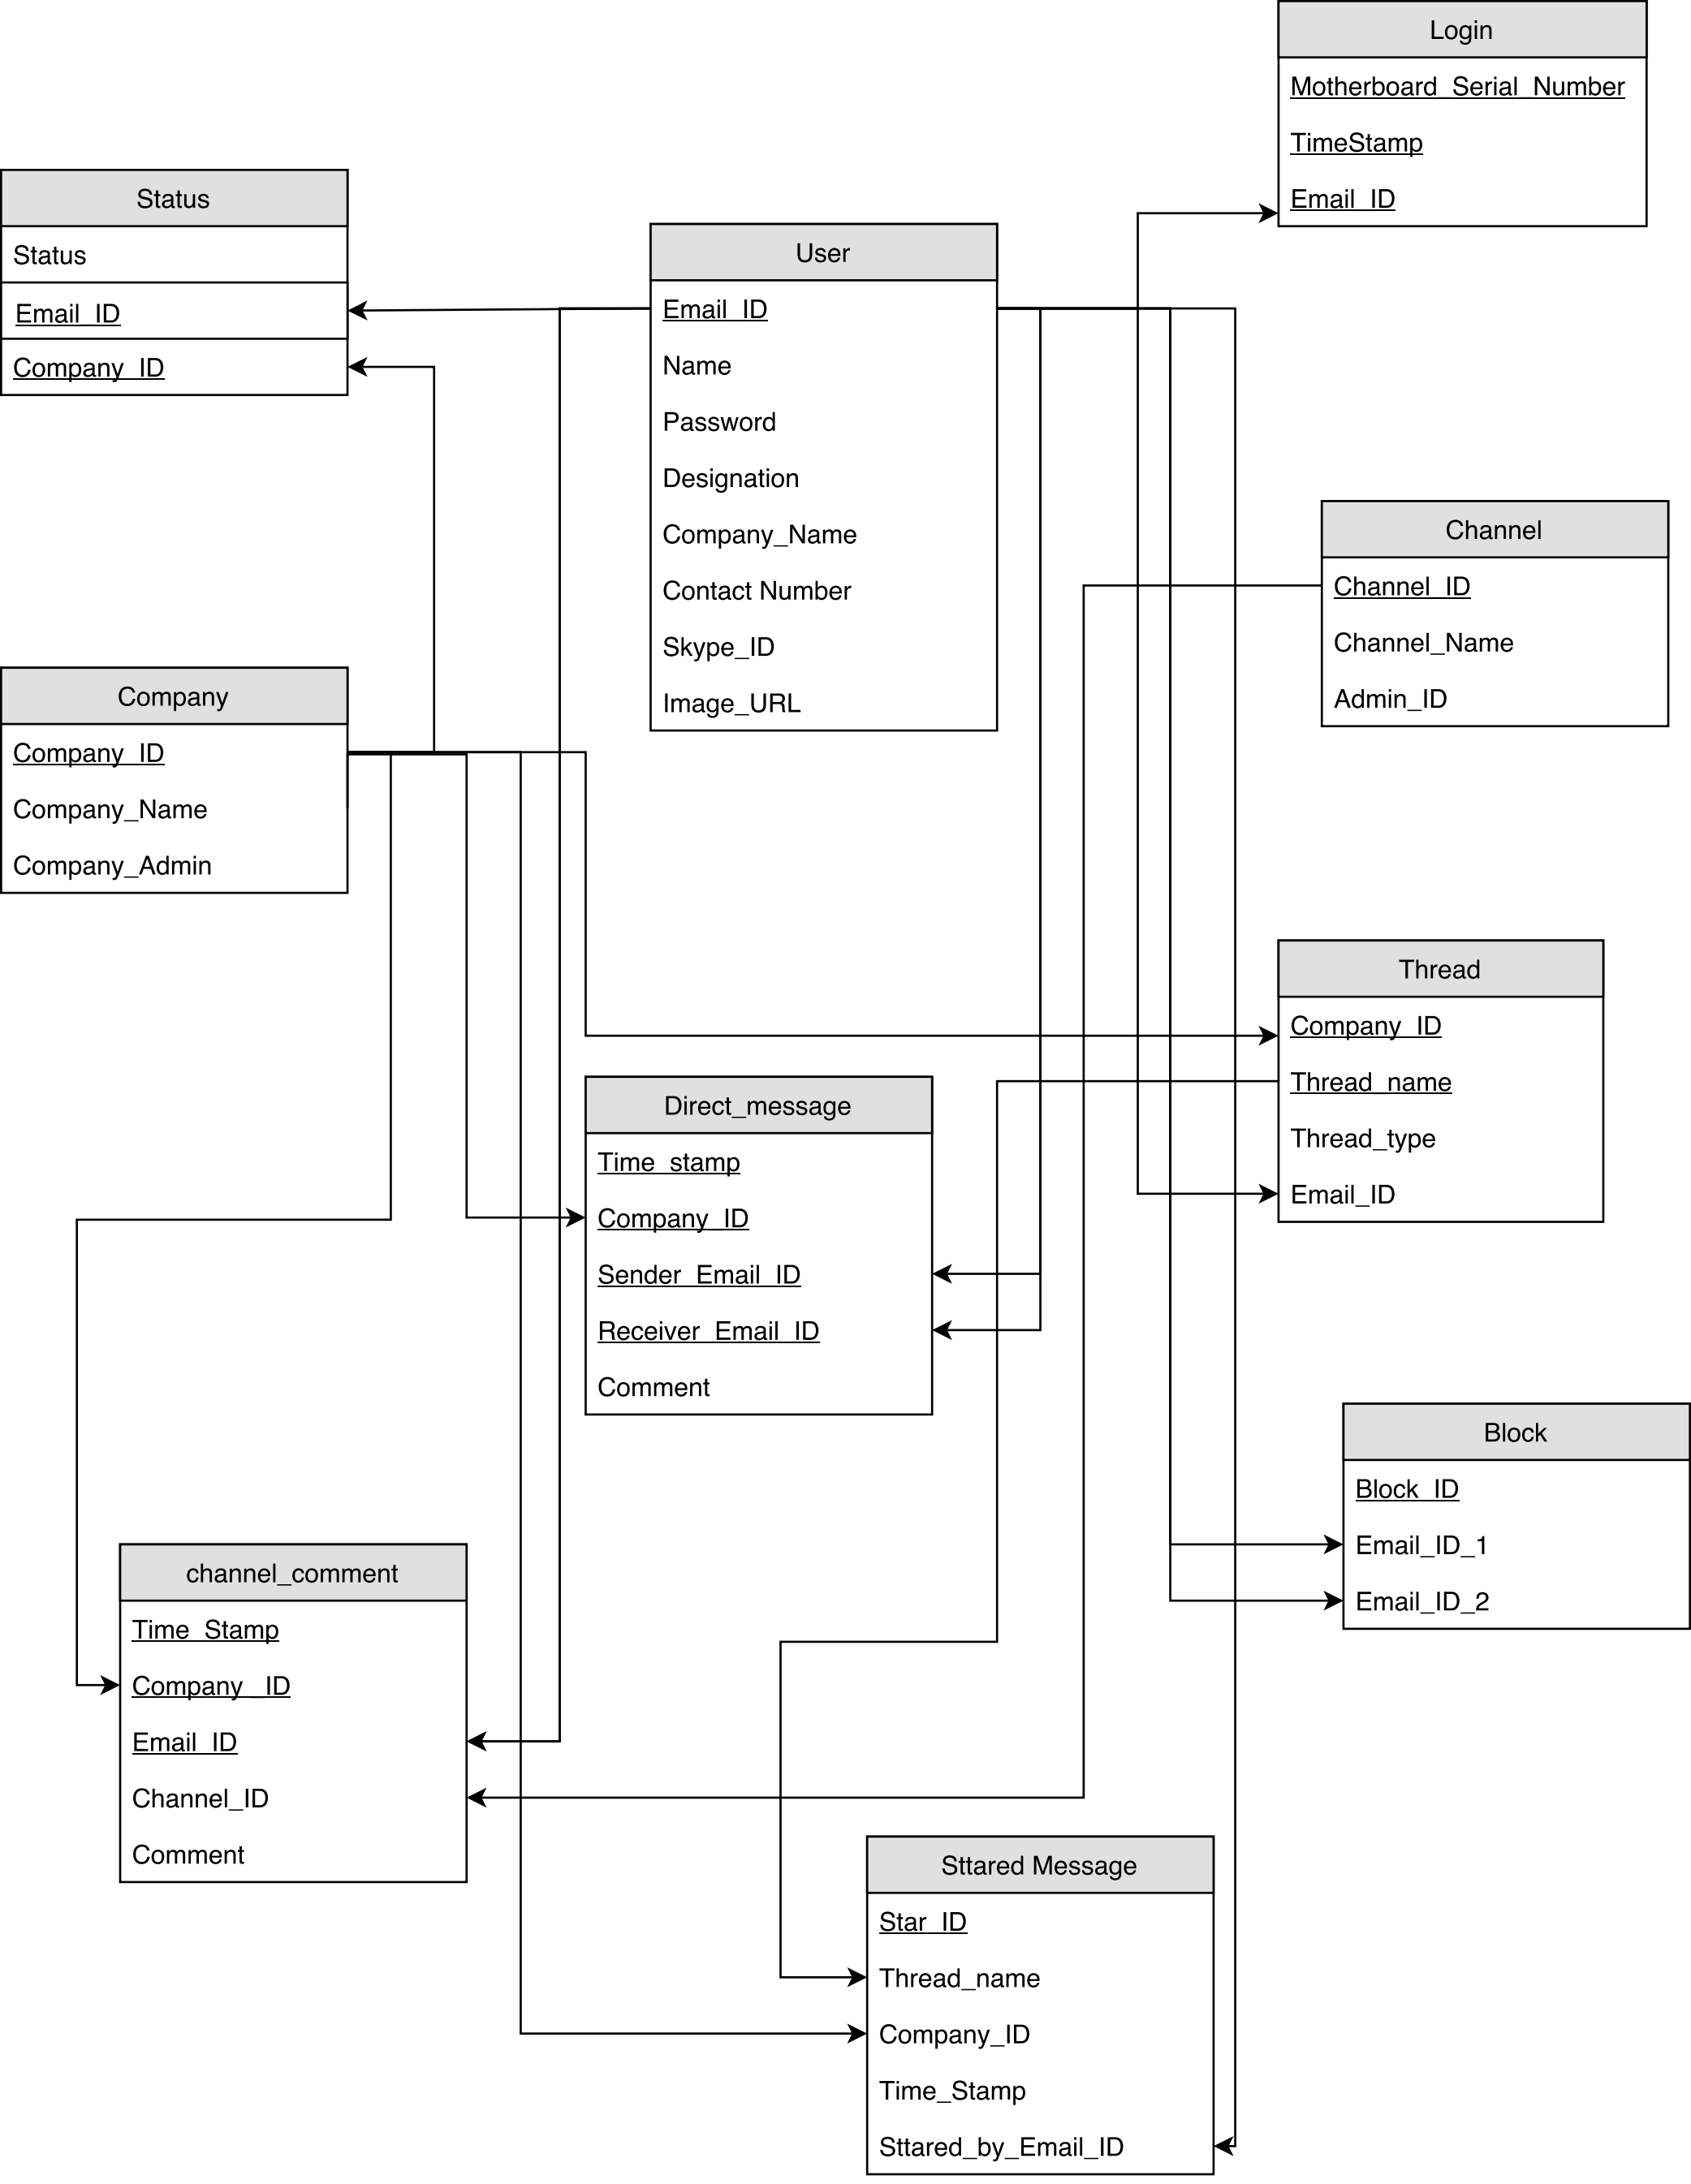 Login
Motherboard_Serial_Number
TimeStamp
Email_ID
Status
Status
Email_ID
Company_ID
User
Email_ID
Name
Password
Designation
Company_Name
Contact Number
Skype_ID
Image_URL
Channel
Channel_ID
Channel_Name
Admin_ID
Company
Company_ID
Company_Name
Company_Admin
Thread
Company_ID
Thread_name
Thread_type
Email_ID
Direct_message
Time_stamp
Company_ID
Sender_Email_ID
Receiver_Email_ID
Comment
Block
Block_ID
Email_ID_1
Email_ID_2
channel_comment
Time_Stamp
Company _ID
Email_ID
Channel_ID
Comment
Sttared Message
Star_ID
Thread_name
Company_ID
Time_Stamp
Sttared_by_Email_ID